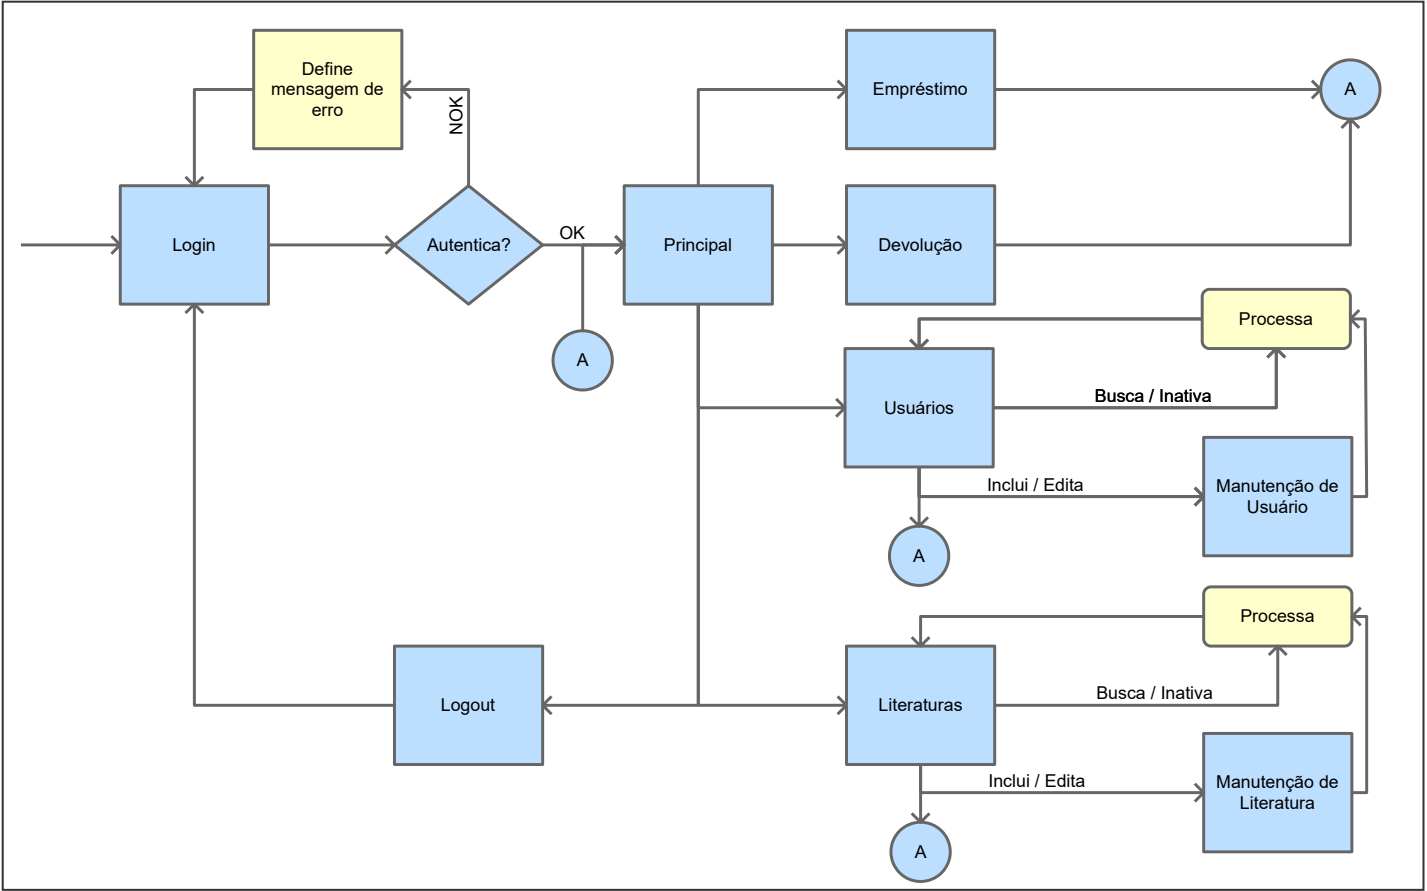 Define
mensagem de
erro
NOK
Empréstimo
A
Login
Autentica?
OK
Principal
Devolução
A
Processa
Usuários
Busca / Inativa
Inclui / Edita
Manutenção de
Usuário
A
Processa
Logout
Literaturas
Busca / Inativa
Inclui / Edita
Manutenção de
Literatura
A